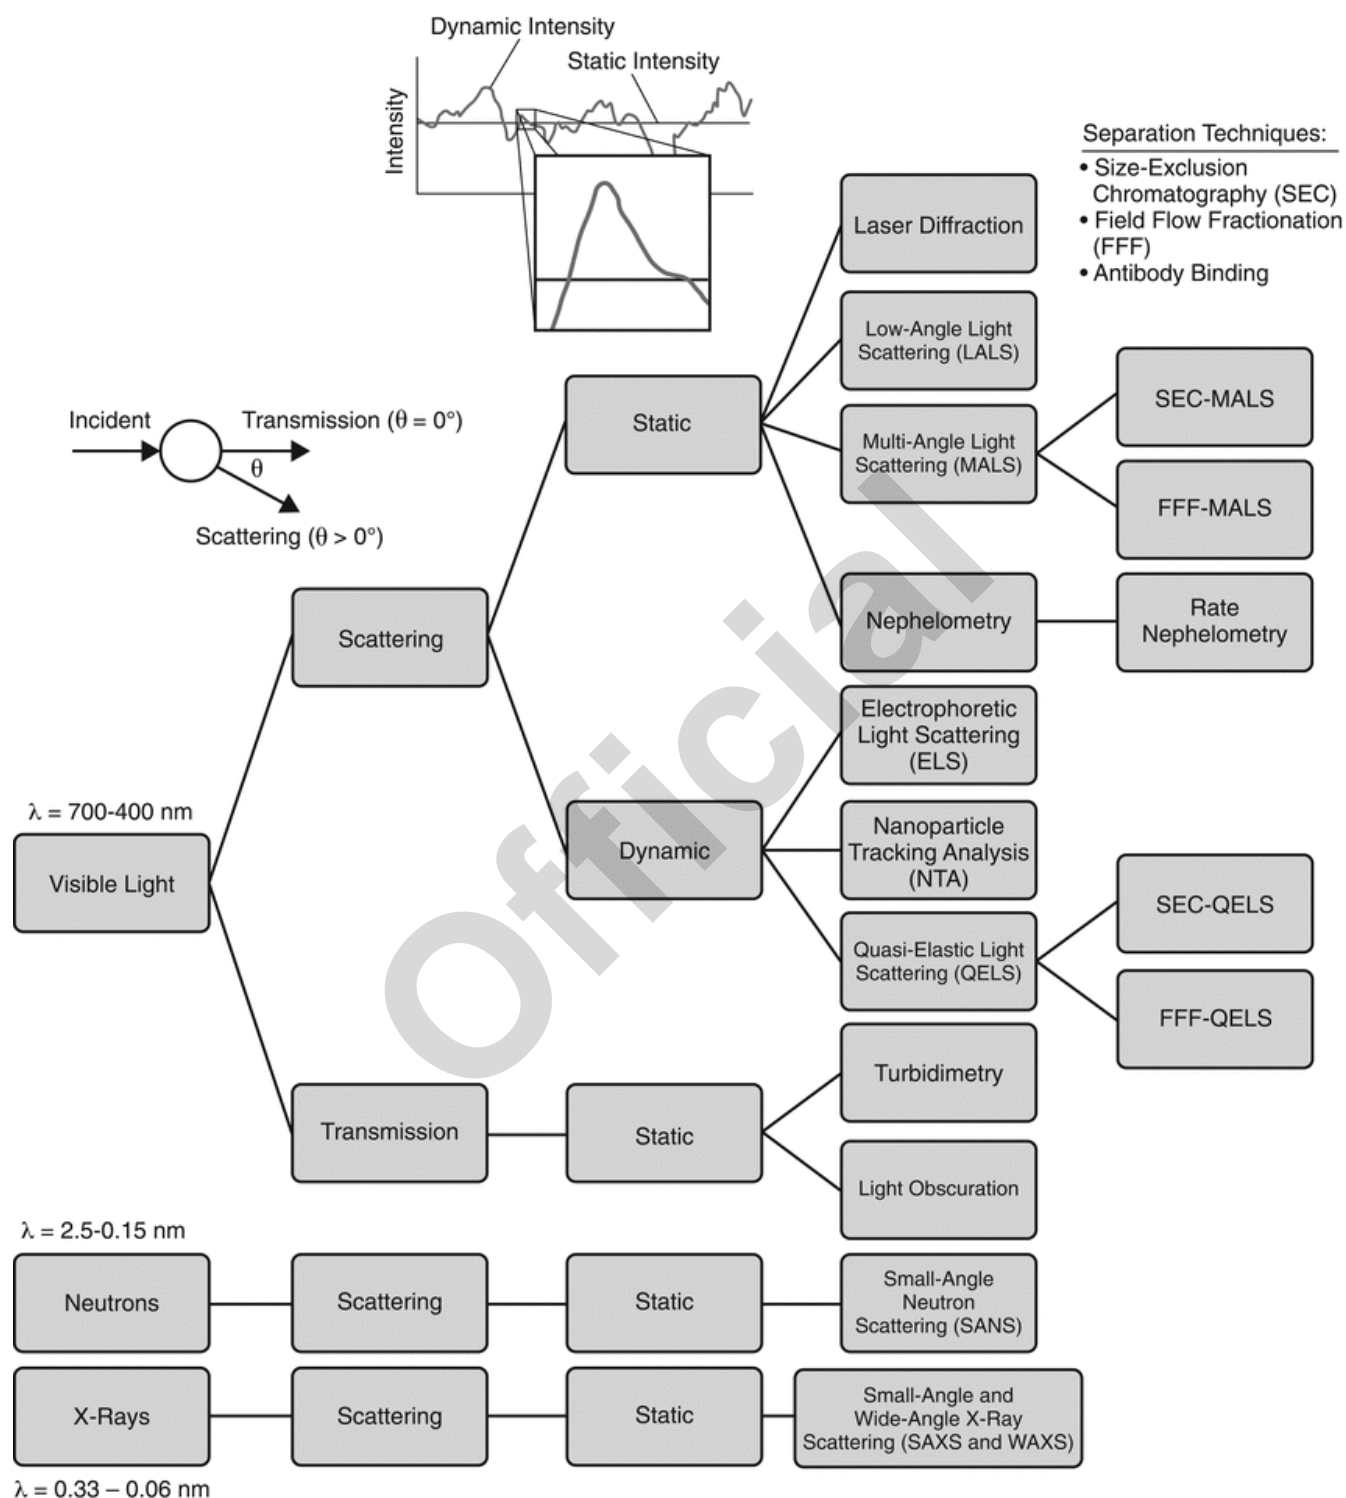 Dynamic Intensity
Static Intensity
Intensity
Separation Techniques:
• Size-Exclusion
Chromatography (SEC)
• Field Flow Fractionation
(FFF)
• Antibody Binding
Incident
Transmission (θ = 0°)
θ
Scattering (θ > 0°)
Laser Diffraction
Low-Angle Light
Scattering (LALS)
Static
Multi-Angle Light
Scattering (MALS)
SEC-MALS
FFF-MALS
Scattering
Nephelometry
Rate
Nephelometry
Electrophoretic
Light Scattering
(ELS)
λ = 700-400 nm
Visible Light
Dynamic
Nanoparticle
Tracking Analysis
(NTA)
Quasi-Elastic Light
Scattering (QELS)
SEC-QELS
FFF-QELS
Transmission
Static
Turbidimetry
Light Obscuration
λ = 2.5-0.15 nm
Neutrons
Scattering
Static
Small-Angle
Neutron
Scattering (SANS)
X-Rays
Scattering
Static
Small-Angle and
Wide-Angle X-Ray
Scattering (SAXS and WAXS)
λ = 0.33 – 0.06 nm
Official